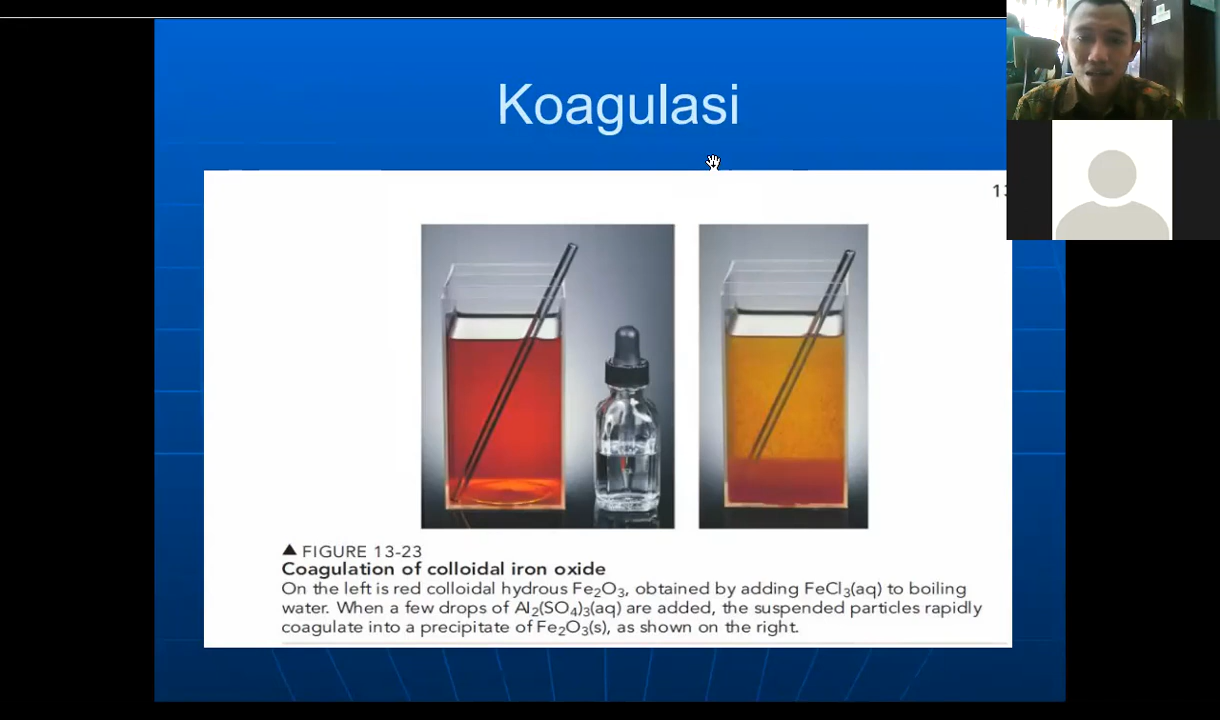 Koagulasi
▲ FIGURE 13-23
Coagulation of colloidal iron oxide
On the left is red colloidal hydrous Fe₂O₃, obtained by adding FeCl₃(aq) to boiling
water. When a few drops of Al₂(SO₄)₃(aq) are added, the suspended particles rapidly
coagulate into a precipitate of Fe₂O₃(s), as shown on the right.